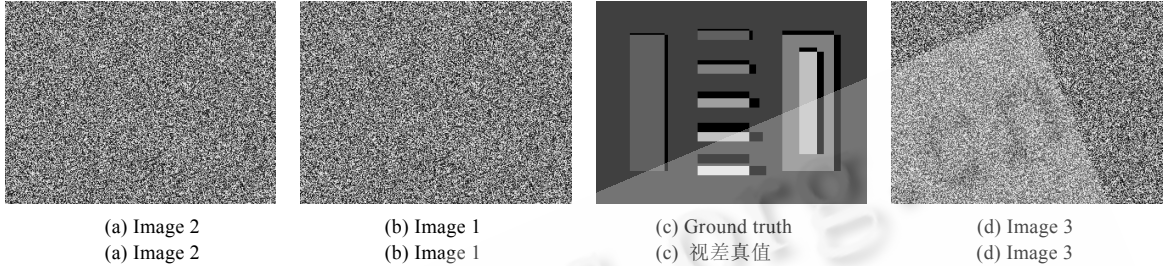 (a) Image 2 (b) Image 1 (c) Ground truth (d) Image 3
(a) Image 2 (b) Image 1 (c) 视差真值 (d) Image 3